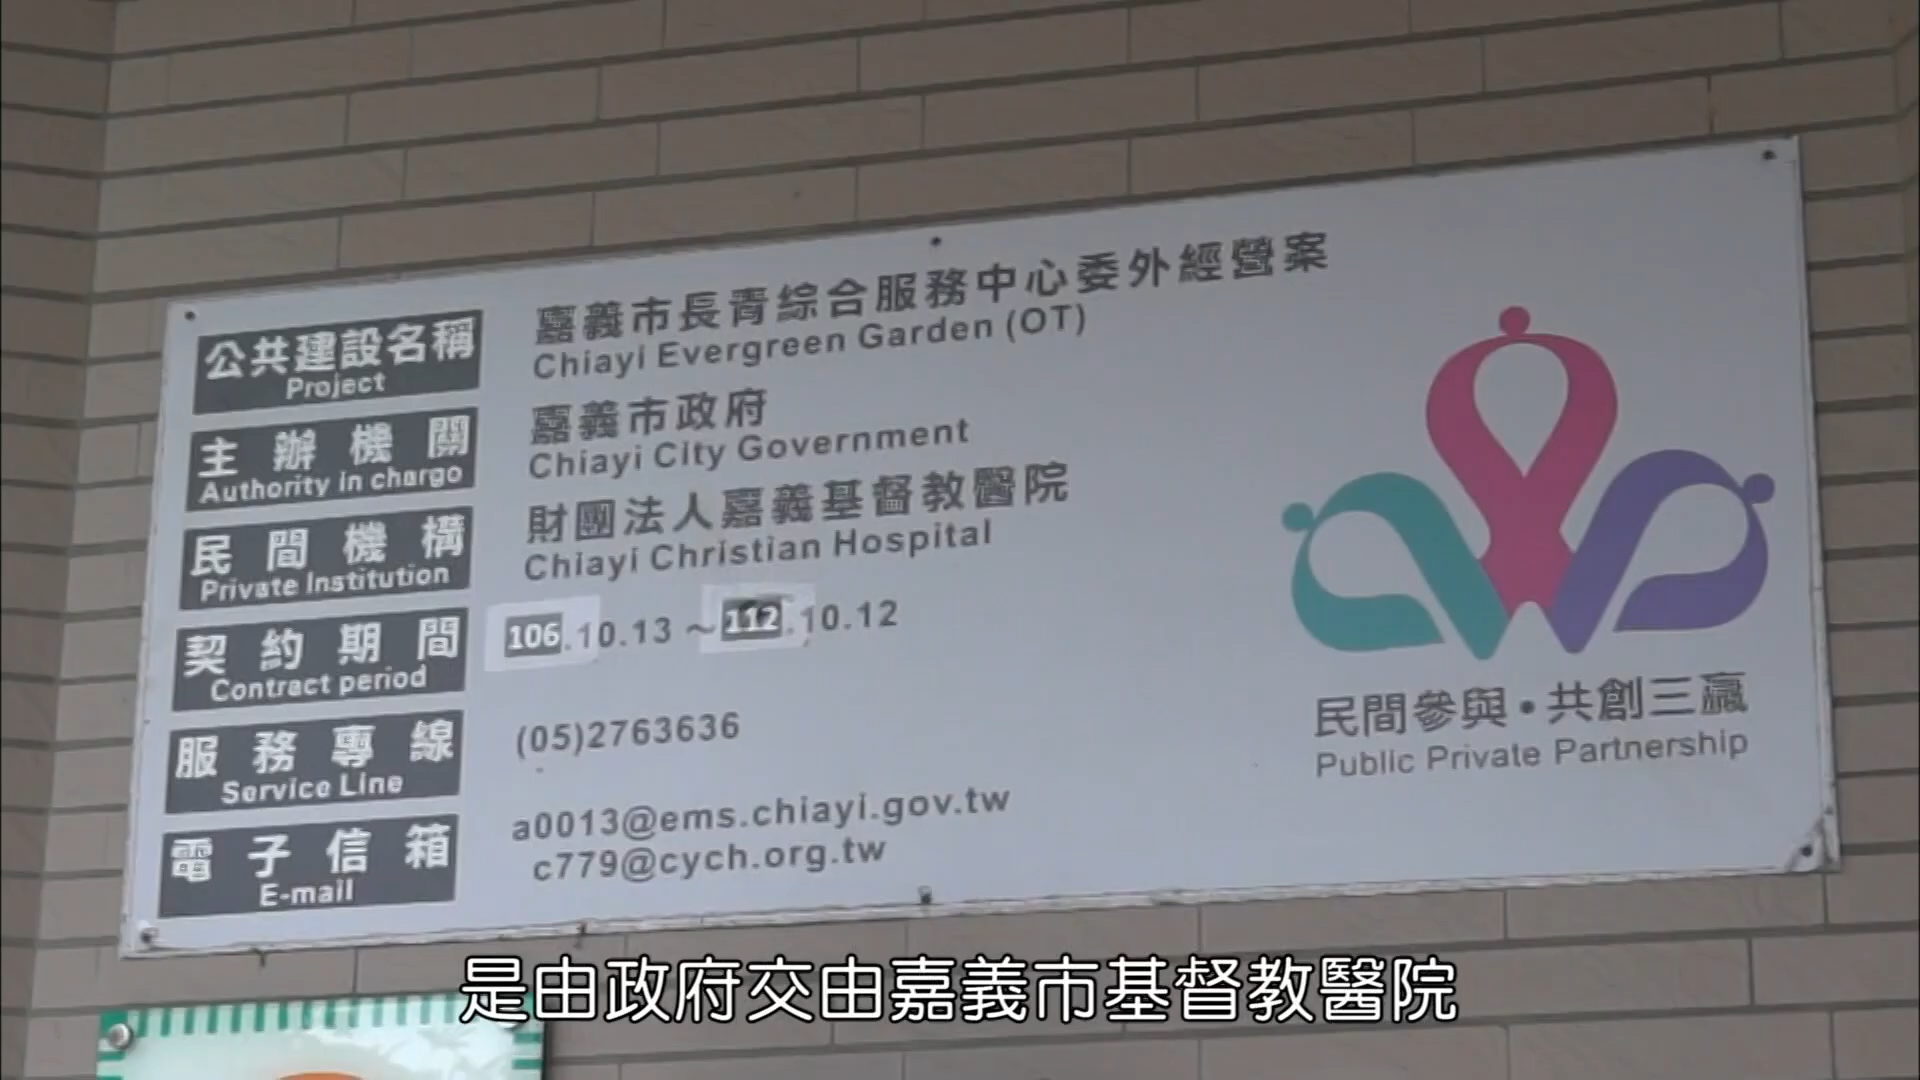 公共建設名稱
Project
嘉義市長青綜合服務中心委外經營案
Chiayi Evergreen Garden (OT)
主辦機關
Authority in chargo
嘉義市政府
Chiayi City Government
民間機構
Private Institution
財團法人嘉義基督教醫院
Chiayi Christian Hospital
契約期間
Contract period
106.10.13～112.10.12
服務專線
Service Line
(05)2763636
電子信箱
E-mail
a0013@ems.chiayi.gov.tw
c779@cych.org.tw
民間參與•共創三贏
Public Private Partnership
是由政府交由嘉義市基督教醫院